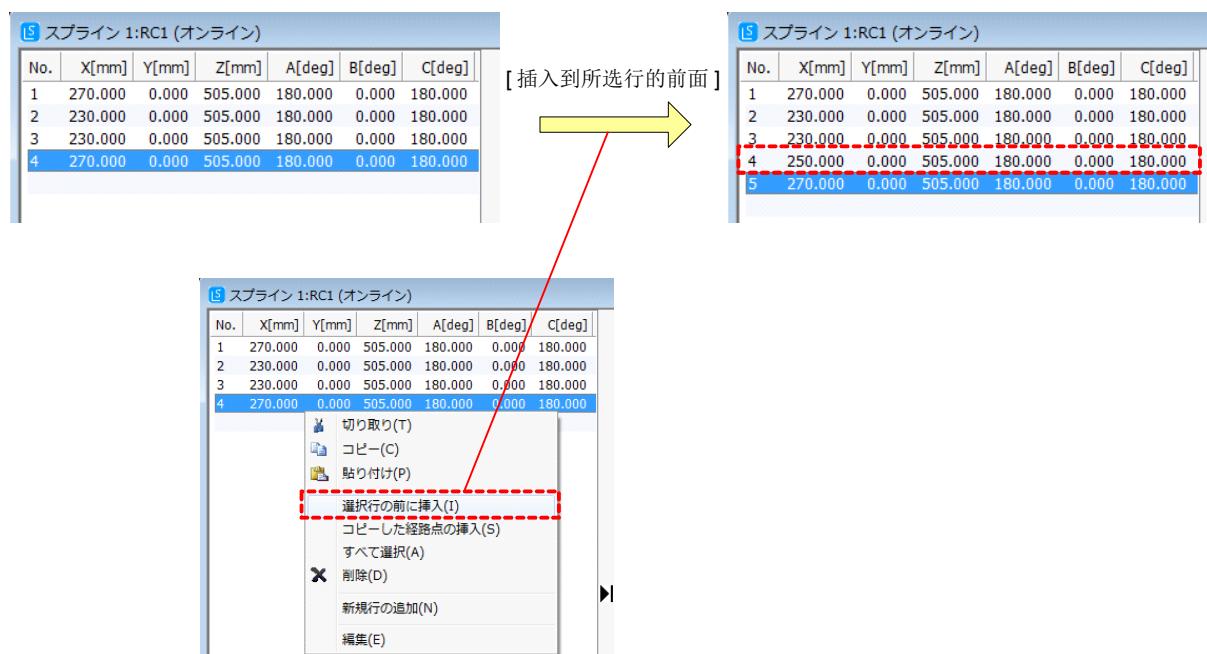 スプライン 1:RC1 (オンライン)
No. X[mm] Y[mm] Z[mm] A[deg] B[deg] C[deg]
1 270.000 0.000 505.000 180.000 0.000 180.000
2 230.000 0.000 505.000 180.000 0.000 180.000
3 230.000 0.000 505.000 180.000 0.000 180.000
4 270.000 0.000 505.000 180.000 0.000 180.000
[插入到所选行的前面]
スプライン 1:RC1 (オンライン)
No. X[mm] Y[mm] Z[mm] A[deg] B[deg] C[deg]
1 270.000 0.000 505.000 180.000 0.000 180.000
2 230.000 0.000 505.000 180.000 0.000 180.000
3 230.000 0.000 505.000 180.000 0.000 180.000
4 250.000 0.000 505.000 180.000 0.000 180.000
5 270.000 0.000 505.000 180.000 0.000 180.000
スプライン 1:RC1 (オンライン)
No. X[mm] Y[mm] Z[mm] A[deg] B[deg] C[deg]
1 270.000 0.000 505.000 180.000 0.000 180.000
2 230.000 0.000 505.000 180.000 0.000 180.000
3 230.000 0.000 505.000 180.000 0.000 180.000
4 270.000 0.000 505.000 180.000 0.000 180.000
切り取り(T)
コピー(C)
貼り付け(P)
選択行の前に挿入(I)
コピーした経路点の挿入(S)
すべて選択(A)
削除(D)
新規行の追加(N)
編集(E)